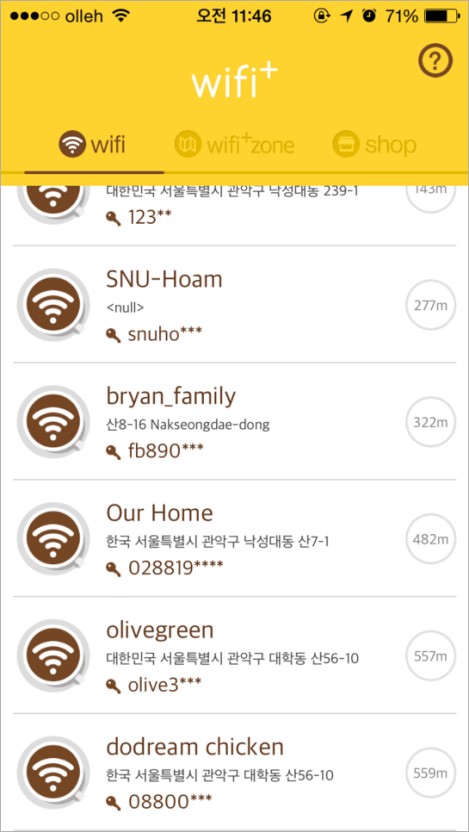 olleh 오전 11:46 71%
wifi+
?
wifi wifi+zone shop
대한민국 서울특별시 관악구 낙성대동 239-1 143m
123**
SNU-Hoam
<null> 277m
snuho***
bryan_family
산8-16 Nakseongdae-dong 322m
fb890***
Our Home
한국 서울특별시 관악구 낙성대동 산7-1 482m
028819****
olivegreen
대한민국 서울특별시 관악구 대학동 산56-10 557m
olive3***
dodream chicken
한국 서울특별시 관악구 대학동 산56-10 559m
08800***